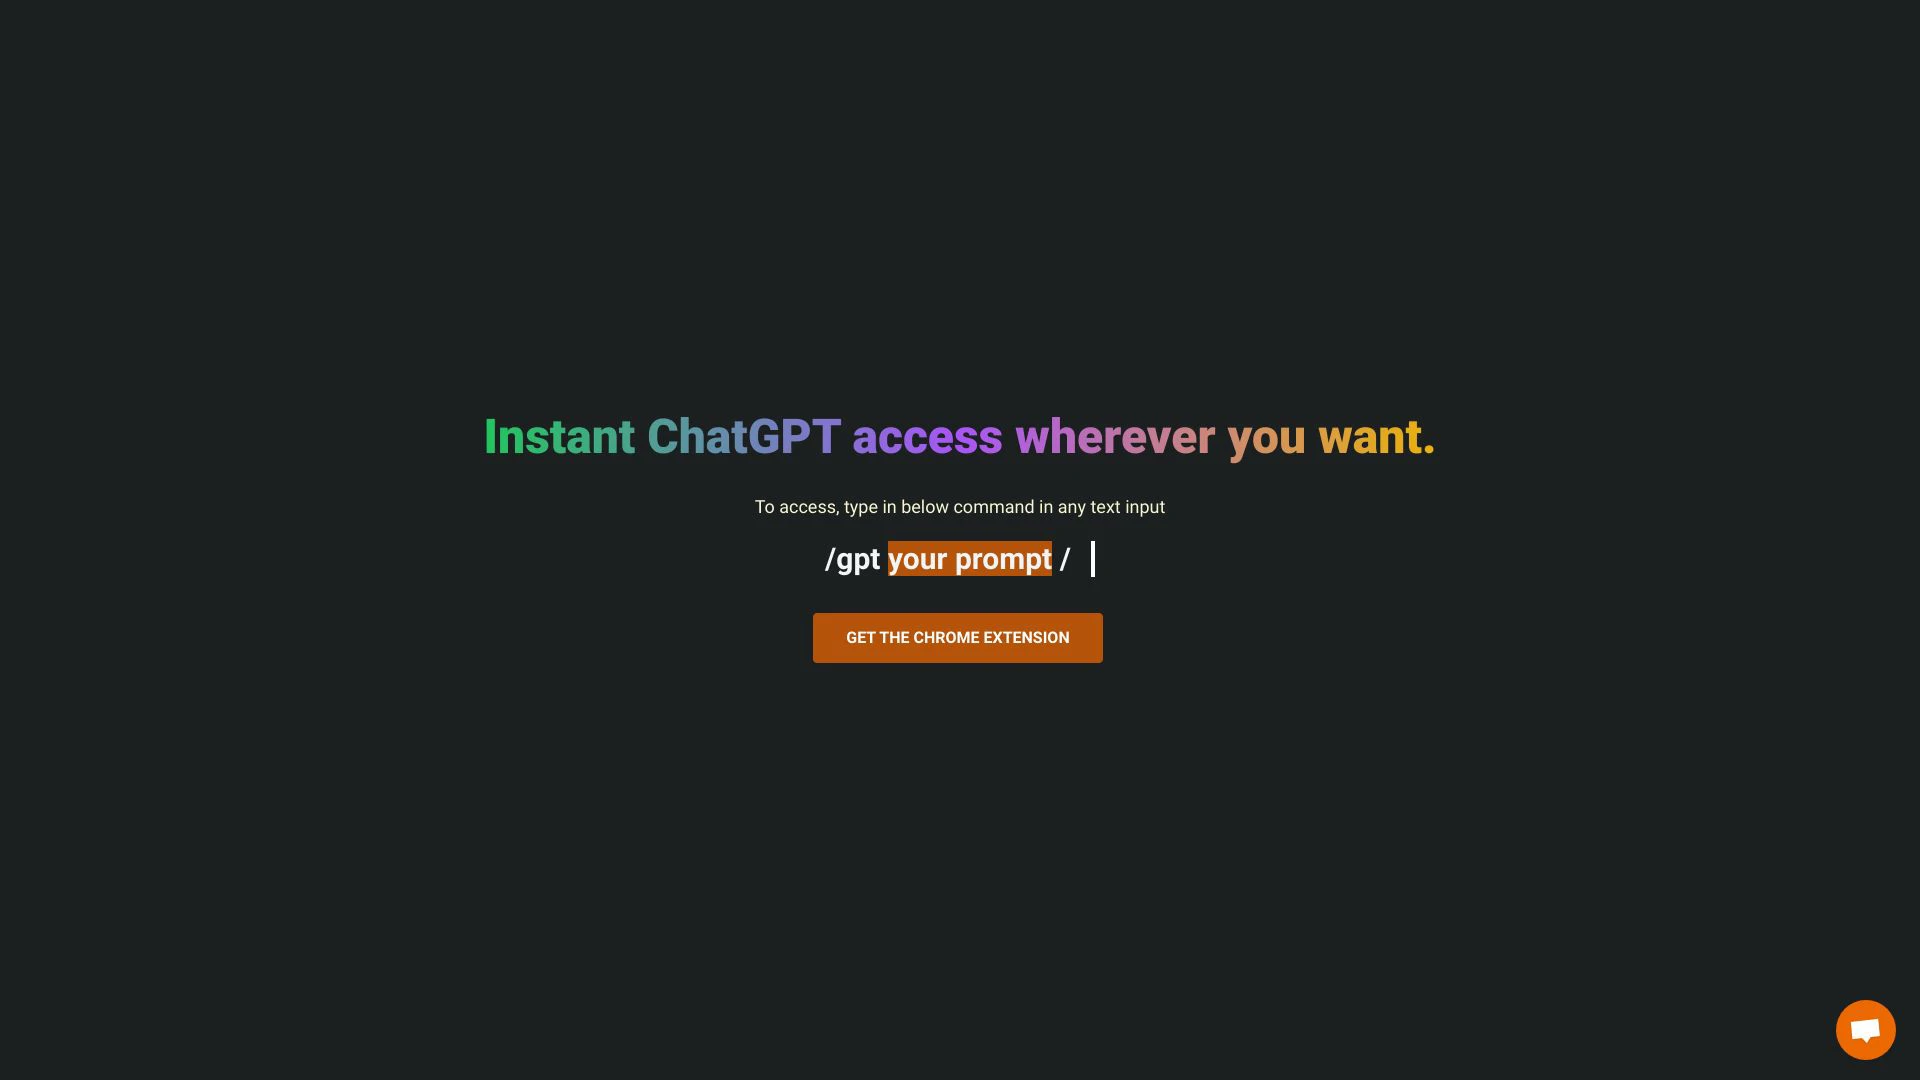 Instant ChatGPT access wherever you want.
To access, type in below command in any text input
/gpt your prompt /
GET THE CHROME EXTENSION